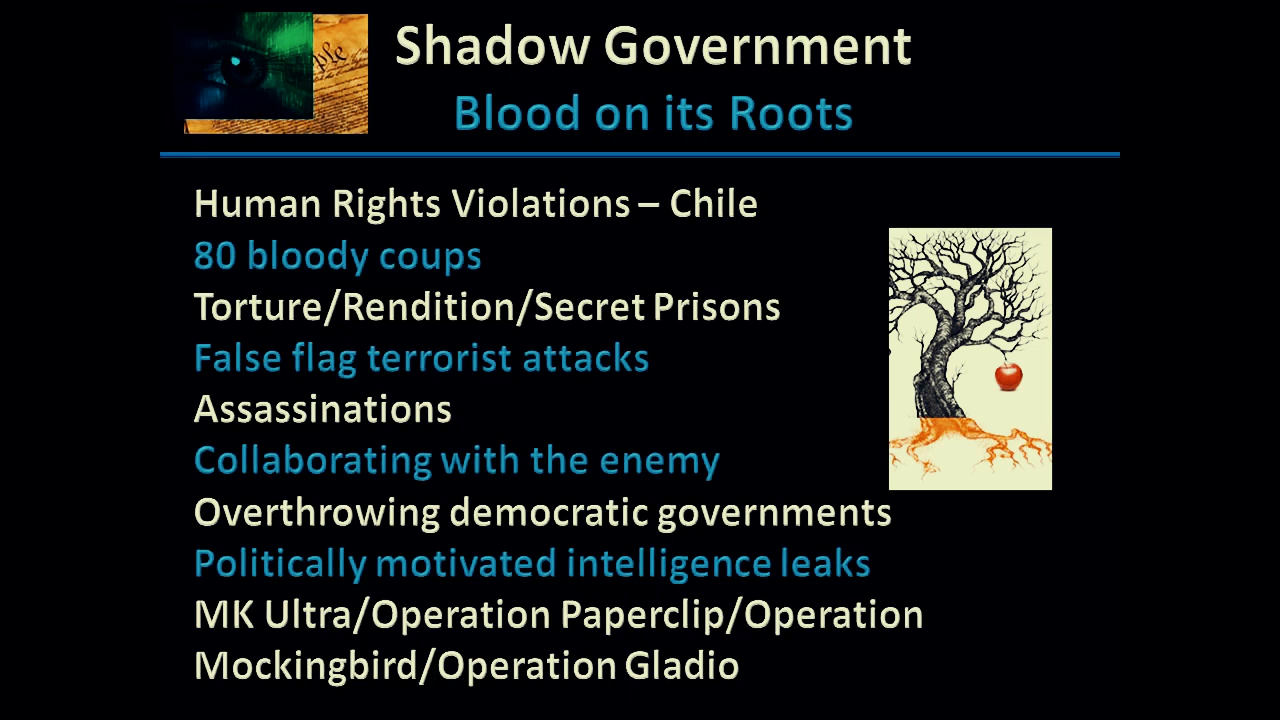 ple
Shadow Government
Blood on its Roots
Human Rights Violations – Chile
80 bloody coups
Torture/Rendition/Secret Prisons
False flag terrorist attacks
Assassinations
Collaborating with the enemy
Overthrowing democratic governments
Politically motivated intelligence leaks
MK Ultra/Operation Paperclip/Operation
Mockingbird/Operation Gladio